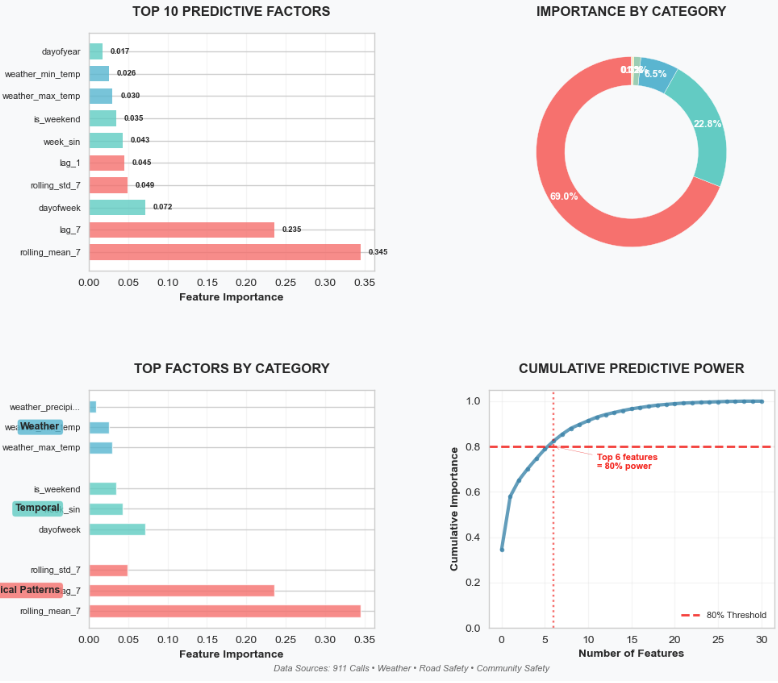 TOP 10 PREDICTIVE FACTORS
dayofyear
0.017
weather_min_temp
0.026
weather_max_temp
0.030
is_weekend
0.035
week_sin
0.043
lag_1
0.045
rolling_std_7
0.049
dayofweek
0.072
lag_7
0.235
rolling_mean_7
0.345
0.00 0.05 0.10 0.15 0.20 0.25 0.30 0.35
Feature Importance
IMPORTANCE BY CATEGORY
6.5%
22.8%
69.0%
TOP FACTORS BY CATEGORY
weather_precipi...
Weather
weather_max_temp
is_weekend
Temporal
_sin
dayofweek
rolling_std_7
ical Patterns
ag_7
rolling_mean_7
0.00 0.05 0.10 0.15 0.20 0.25 0.30 0.35
Feature Importance
CUMULATIVE PREDICTIVE POWER
Cumulative Importance
1.0
0.8
0.6
0.4
0.2
0.0
Top 6 features
= 80% power
80% Threshold
0 5 10 15 20 25 30
Number of Features
Data Sources: 911 Calls • Weather • Road Safety • Community Safety